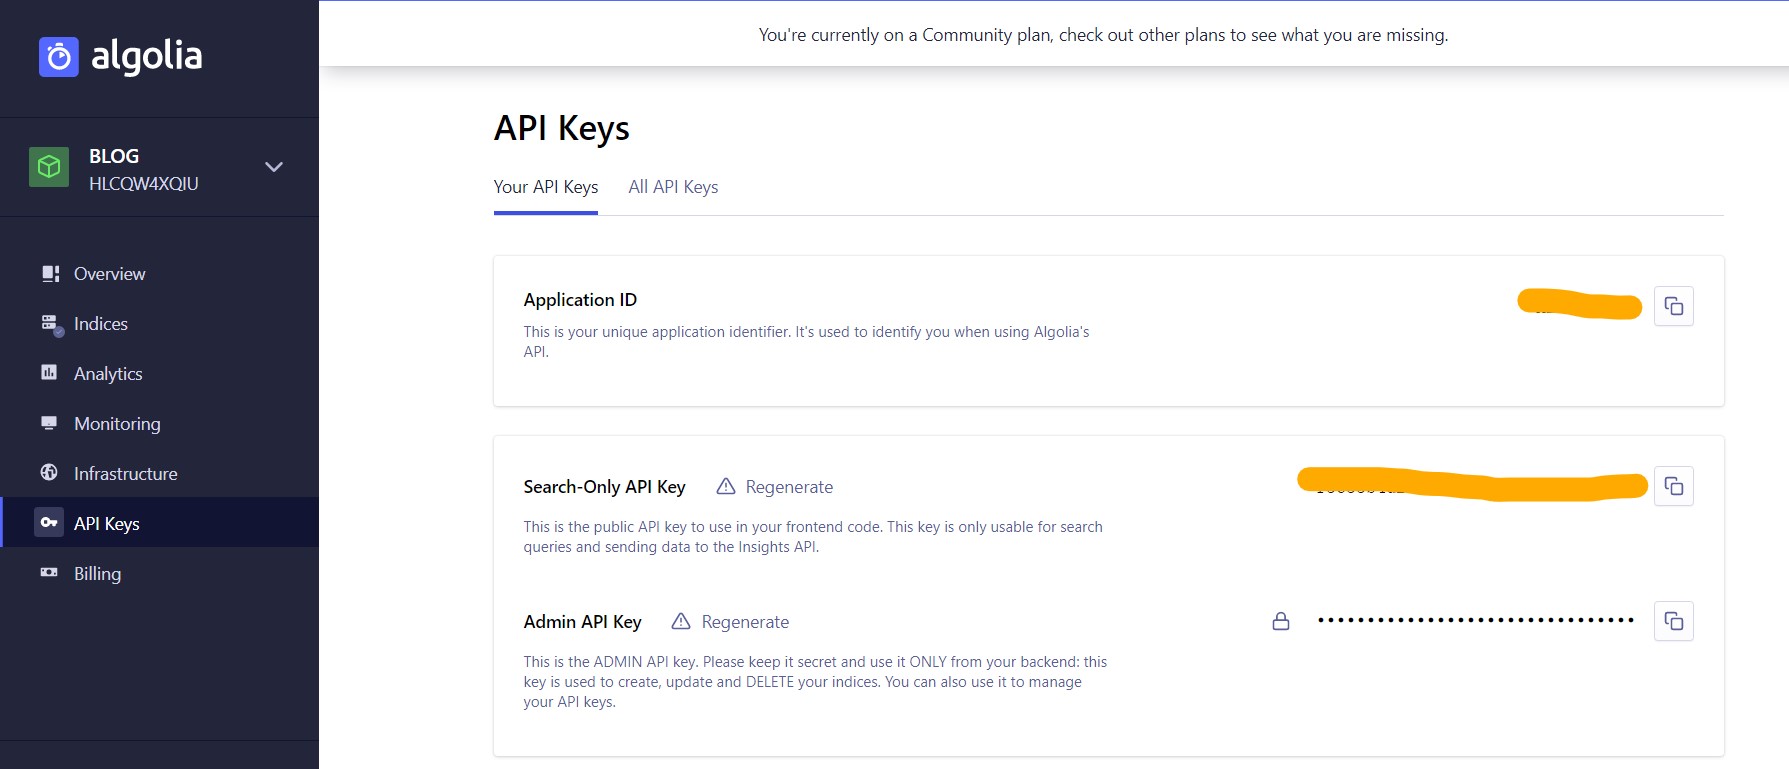 algolia
You're currently on a Community plan, check out other plans to see what you are missing.
BLOG
HLCQW4XQIU
Overview
Indices
Analytics
Monitoring
Infrastructure
API Keys
Billing
API Keys
Your API Keys All API Keys
Application ID
This is your unique application identifier. It's used to identify you when using Algolia's
API.
Search-Only API Key Regenerate
This is the public API key to use in your frontend code. This key is only usable for search
queries and sending data to the Insights API.
Admin API Key Regenerate ••••••••••••••••••••••••••••••••
This is the ADMIN API key. Please keep it secret and use it ONLY from your backend: this
key is used to create, update and DELETE your indices. You can also use it to manage
your API keys.